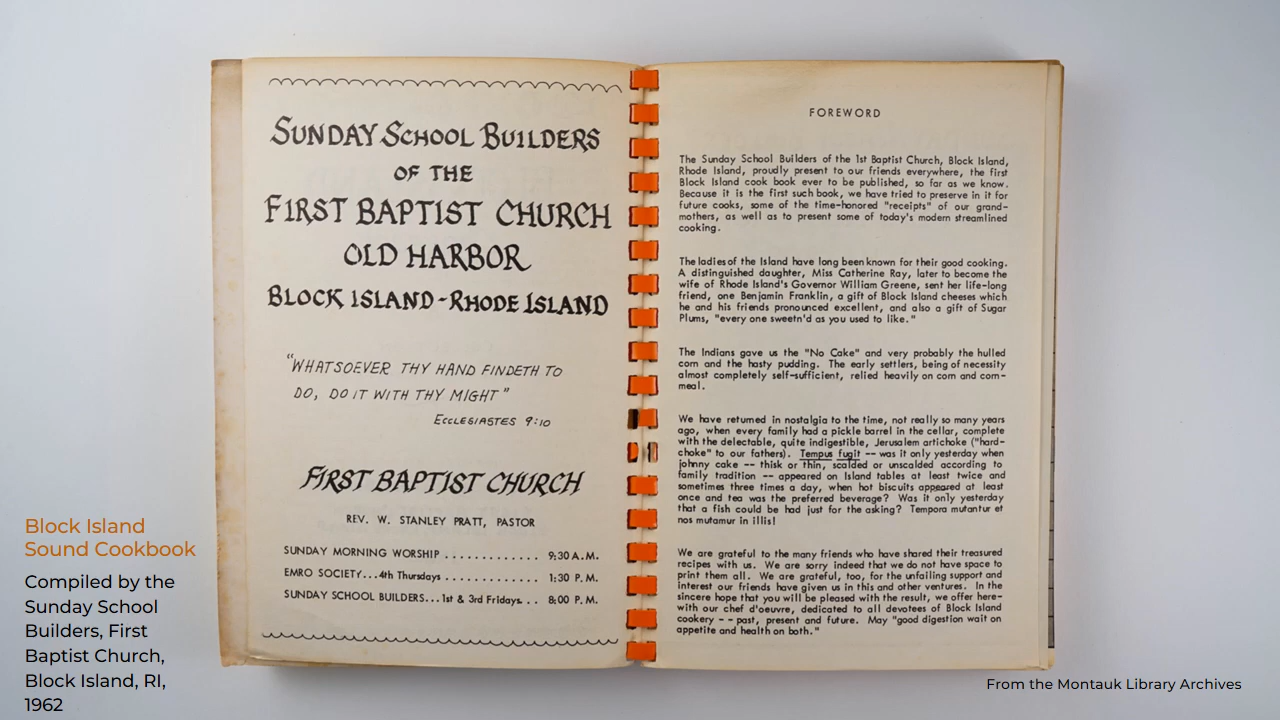 SUNDAY SCHOOL BUILDERS
OF THE
FIRST BAPTIST CHURCH
OLD HARBOR
BLOCK ISLAND-RHODE ISLAND
"WHATSOEVER THY HAND FINDETH TO
DO, DO IT WITH THY MIGHT"
ECCLESIASTES 9:10
FIRST BAPTIST CHURCH
REV. W. STANLEY PRATT, PASTOR
SUNDAY MORNING WORSHIP . . . . . . . . . . . . 9:30 A.M.
EMRO SOCIETY...4th Thursdays . . . . . . . . . . . 1:30 P. M.
SUNDAY SCHOOL BUILDERS...1st & 3rd Fridays. . . 8:00 P. M.
FOREWORD
The Sunday School Builders of the 1st Baptist Church, Block Island,
Rhode Island, proudly present to our friends everywhere, the first
Block Island cook book ever to be published, so far as we know.
Because it is the first such book, we have tried to preserve in it for
future cooks, some of the time-honored "receipts" of our grand-
mothers, as well as to present some of today's modern streamlined
cooking.
The ladies of the Island have long been known for their good cooking.
A distinguished daughter, Miss Catherine Ray, later to become the
wife of Rhode Island's Governor William Greene, sent her life-long
friend, one Benjamin Franklin, a gift of Block Island cheeses which
he and his friends pronounced excellent, and also a gift of Sugar
Plums, "every one sweetn'd as you used to like."
The Indians gave us the "No Cake" and very probably the hulled
corn and the hasty pudding. The early settlers, being of necessity
almost completely self-sufficient, relied heavily on corn and corn-
meal.
We have returned in nostalgia to the time, not really so many years
ago, when every family had a pickle barrel in the cellar, complete
with the delectable, quite indigestible, Jerusalem artichoke ("hard-
choke" to our fathers). Tempus fugit -- was it only yesterday when
johnny cake -- thisk or thin, scalded or unscalded according to
family tradition -- appeared on Island tables at least twice and
sometimes three times a day, when hot biscuits appeared at least
once and tea was the preferred beverage? Was it only yesterday
that a fish could be had just for the asking? Tempora mutantur et
nos mutamur in illis!
We are grateful to the many friends who have shared their treasured
recipes with us. We are sorry indeed that we do not have space to
print them all. We are grateful, too, for the unfailing support and
interest our friends have given us in this and other ventures. In the
sincere hope that you will be pleased with the result, we offer here-
with our chef d'oeuvre, dedicated to all devotees of Block Island
cookery - - past, present and future. May "good digestion wait on
appetite and health on both."
Block Island
Sound Cookbook
Compiled by the
Sunday School
Builders, First
Baptist Church,
Block Island, RI,
1962
From the Montauk Library Archives